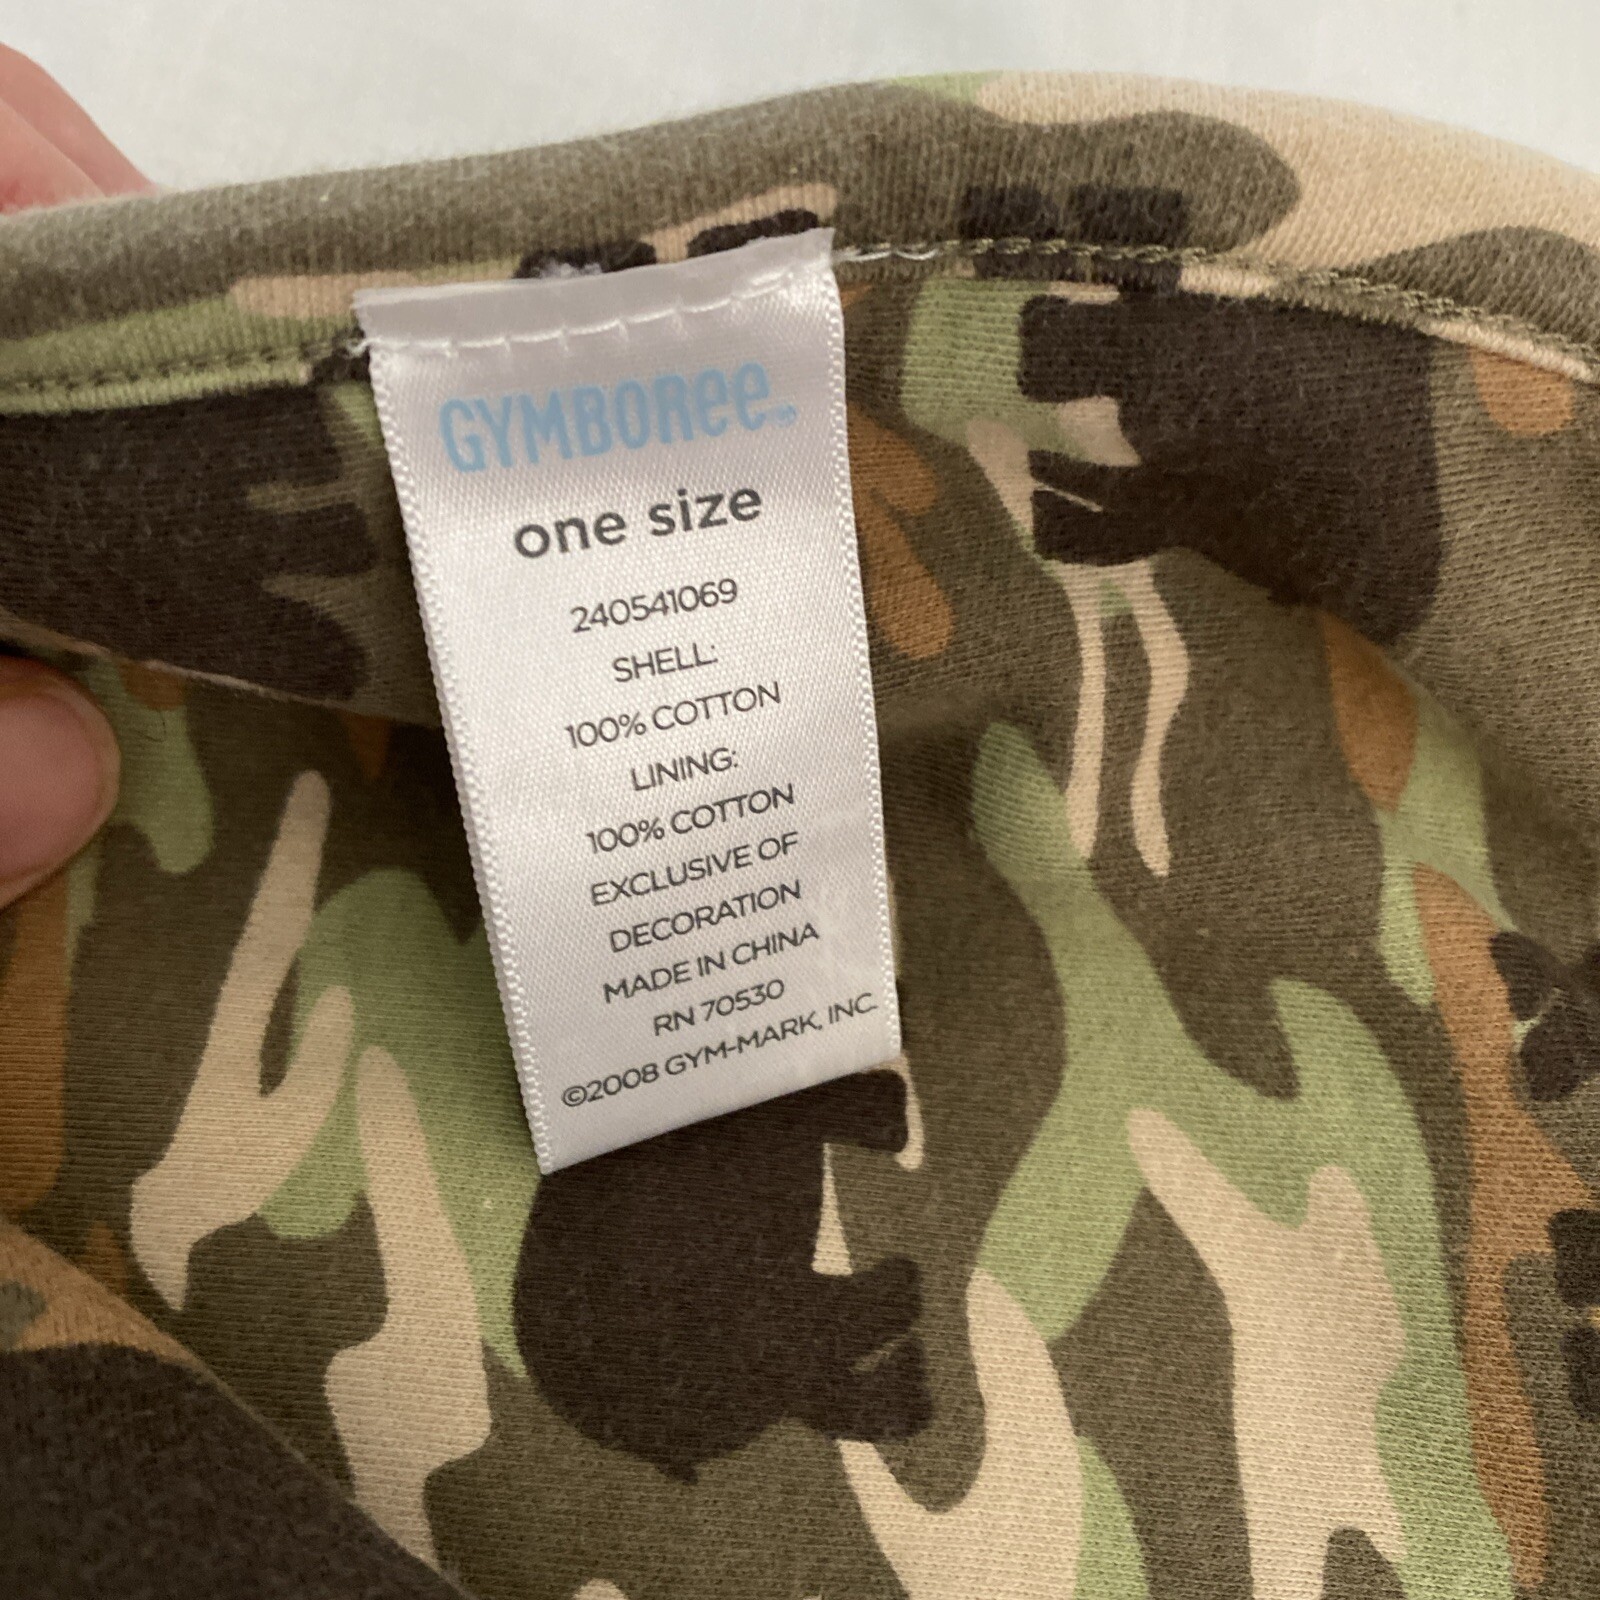 GYMBOREE
one size
240541069
SHELL:
100% COTTON
LINING:
100% COTTON
EXCLUSIVE OF
DECORATION
MADE IN CHINA
RN 70530
©2008 GYM-MARK, INC.